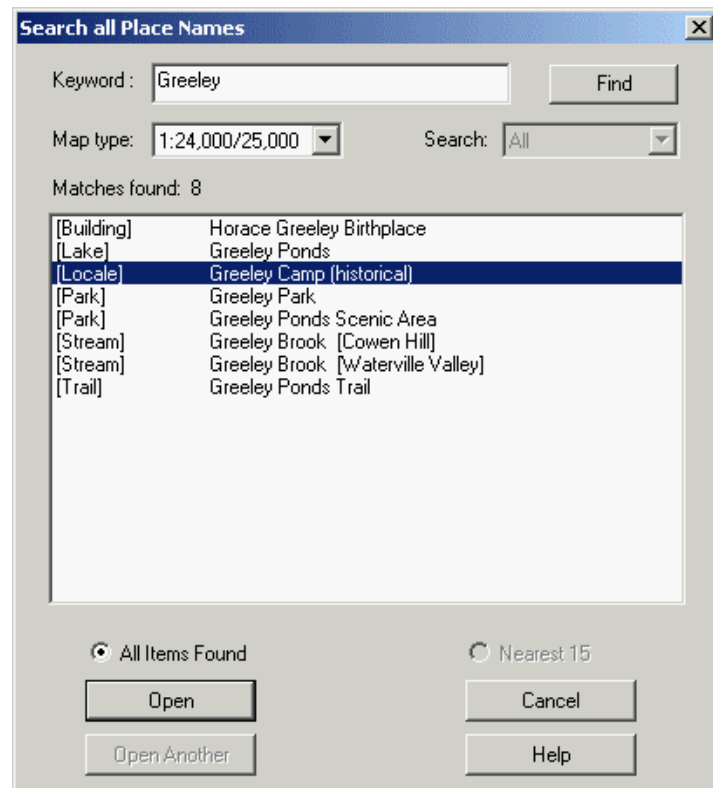 Search all Place Names
Keyword : Greeley Find
Map type: 1:24,000/25,000 Search: All
Matches found: 8
[Building] Horace Greeley Birthplace
[Lake] Greeley Ponds
[Locale] Greeley Camp (historical)
[Park] Greeley Park
[Park] Greeley Ponds Scenic Area
[Stream] Greeley Brook [Cowen Hill]
[Stream] Greeley Brook [Waterville Valley]
[Trail] Greeley Ponds Trail
All Items Found Nearest 15
Open Cancel
Open Another Help